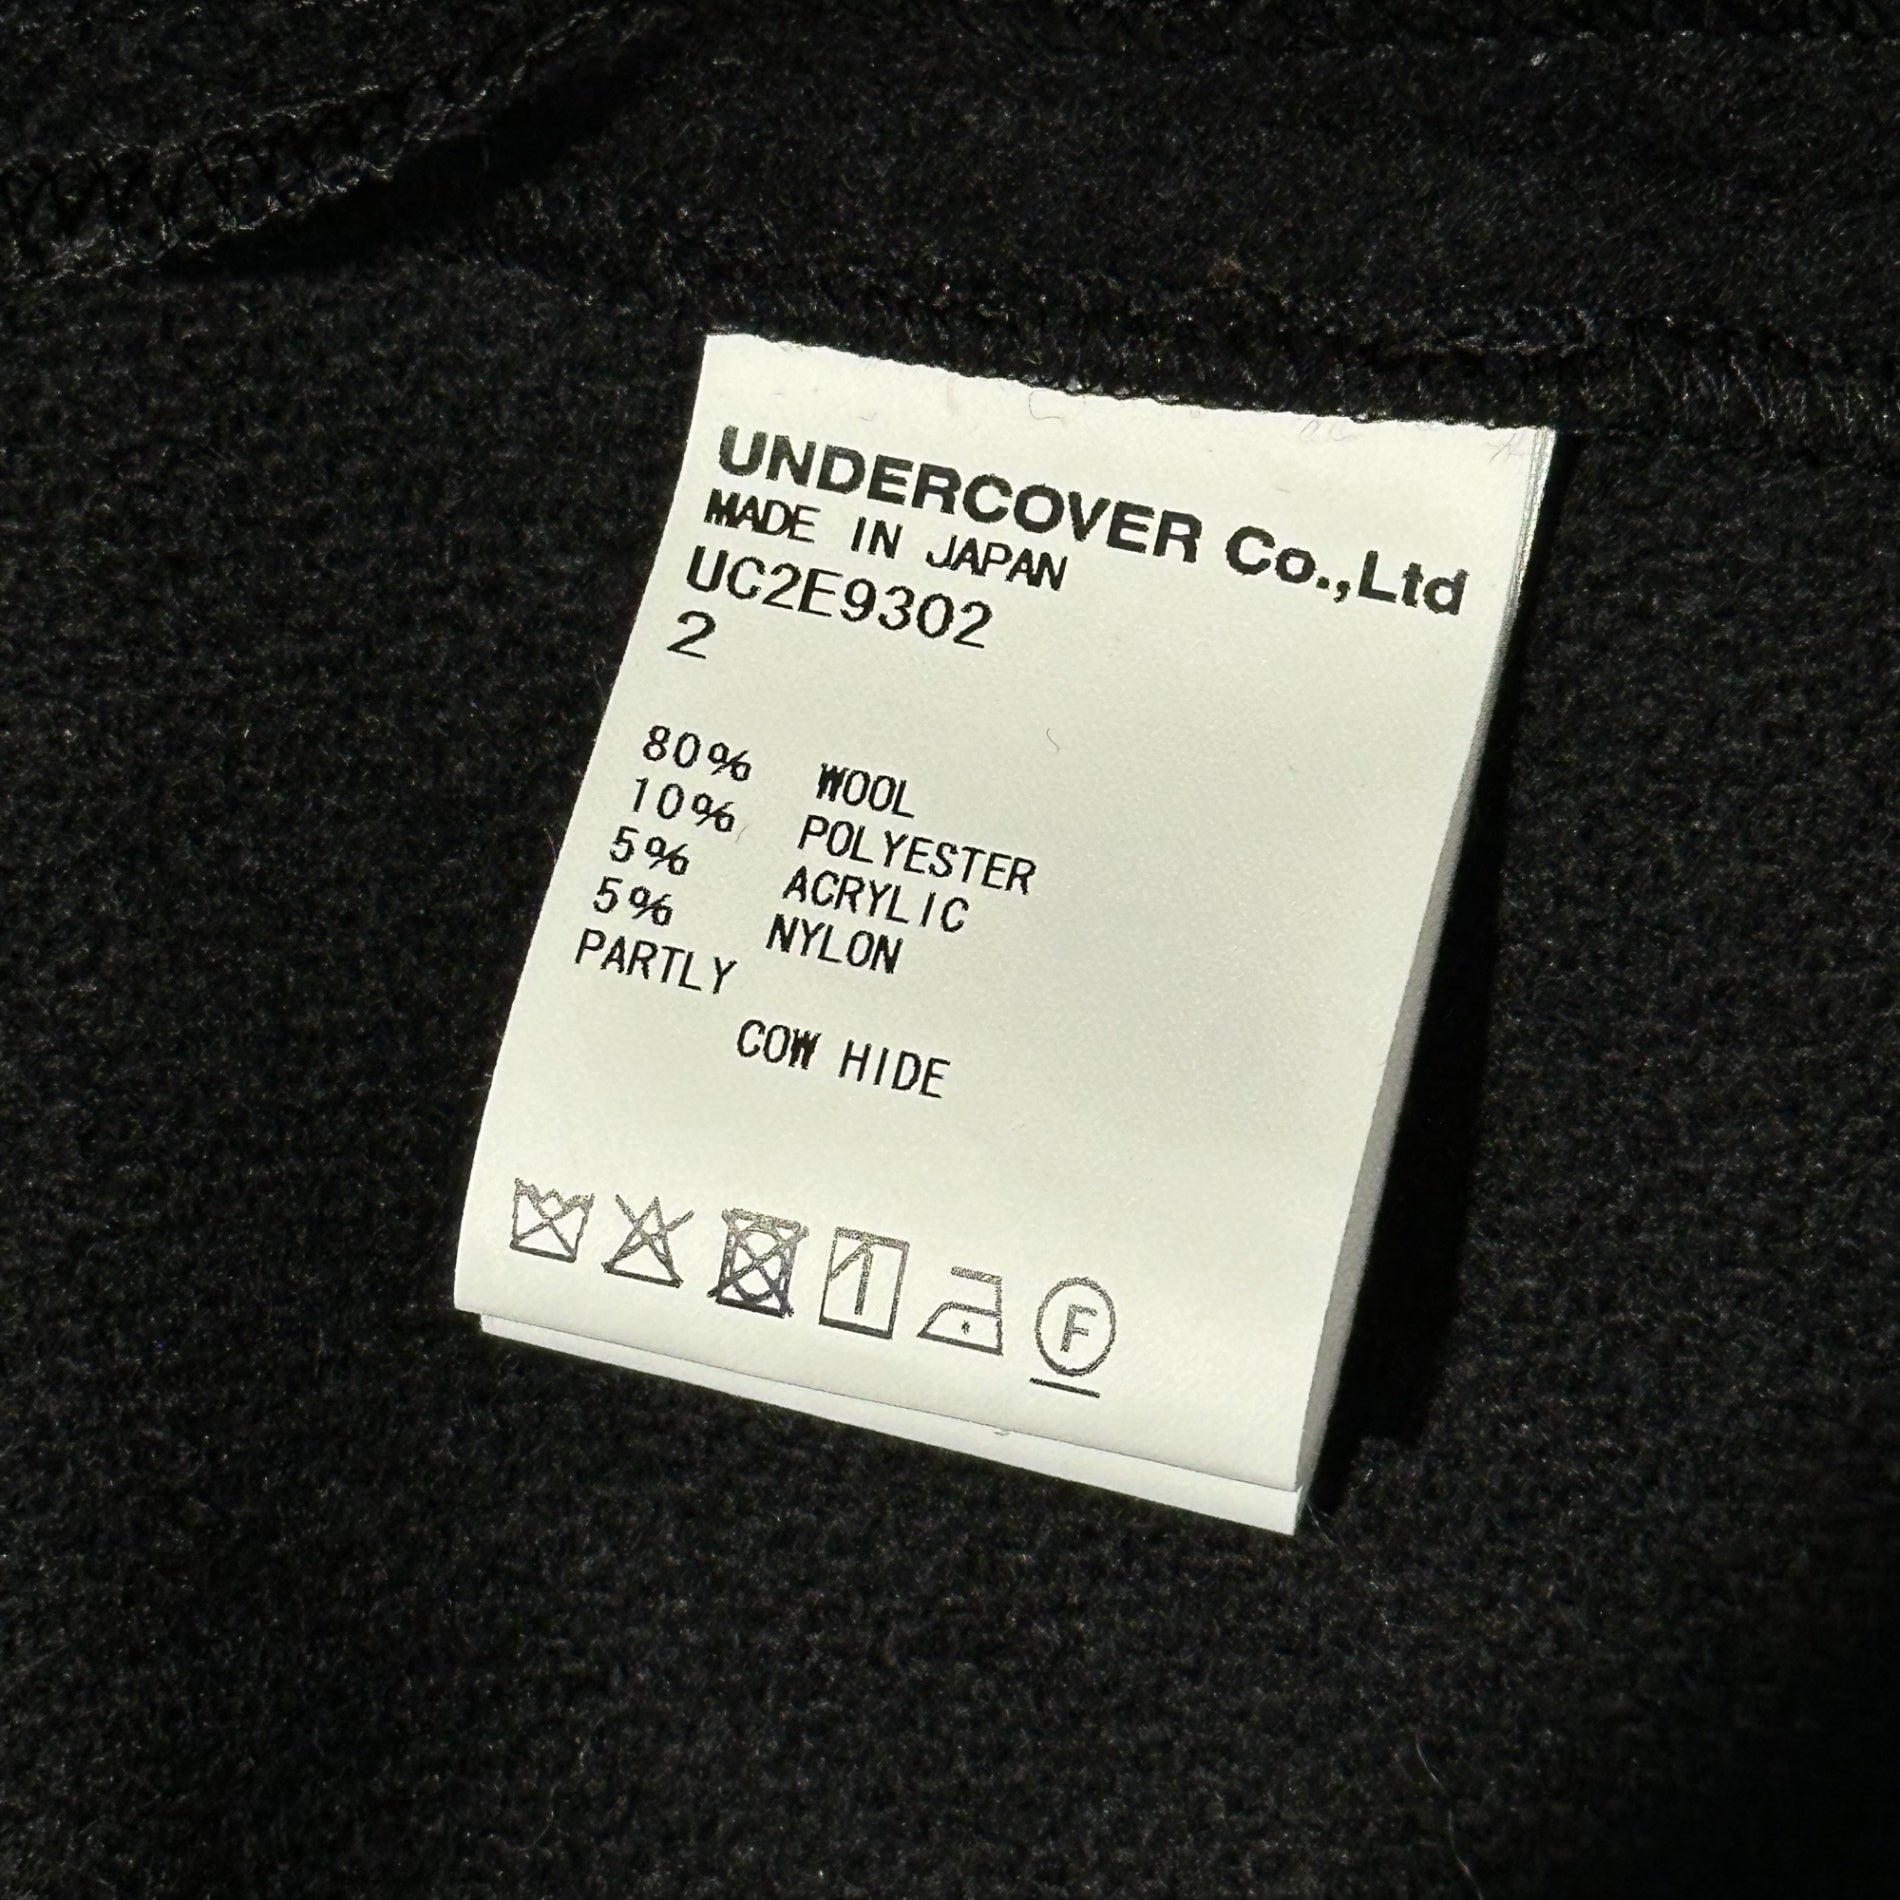 UNDERCOVER Co.,Ltd
MADE IN JAPAN
UC2E9302
2
80% WOOL
10% POLYESTER
5% ACRYLIC
5% NYLON
PARTLY
COW HIDE
F